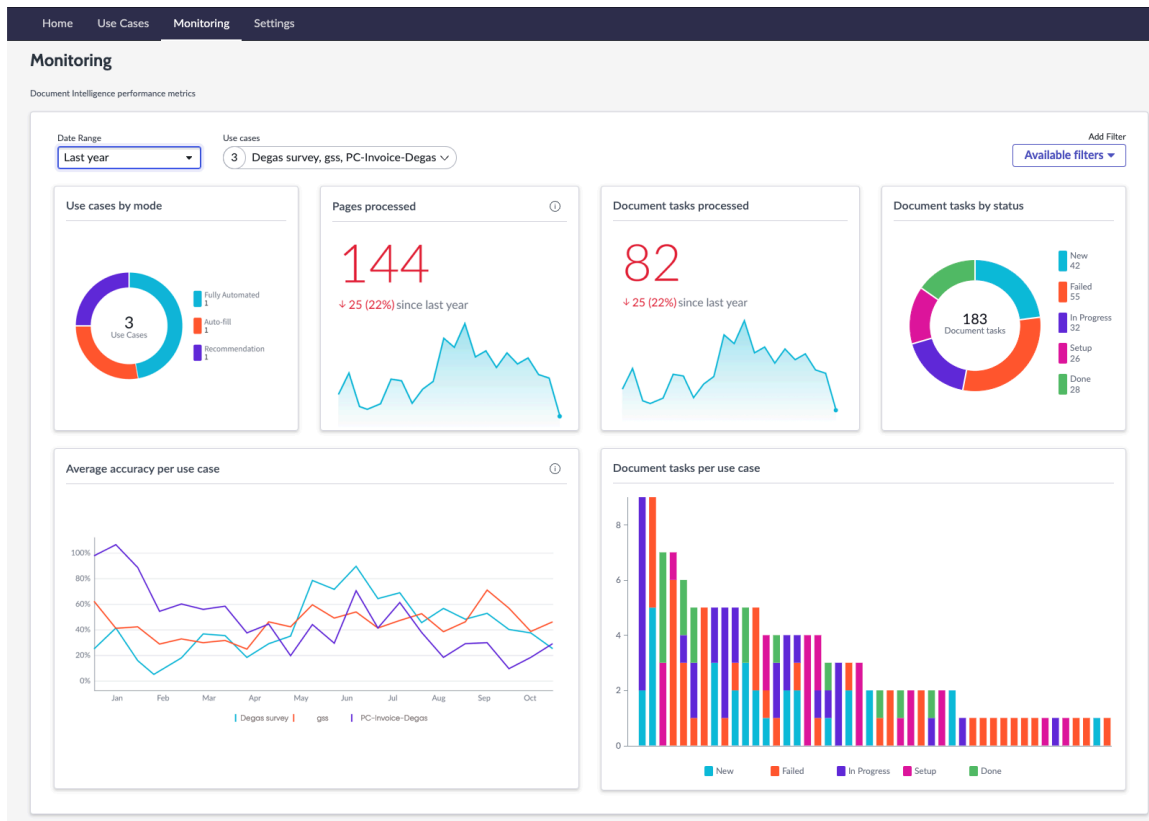 Home Use Cases Monitoring Settings
Monitoring
Document Intelligence performance metrics
Date Range
Last year
Use cases
3 Degas survey, gss, PC-Invoice-Degas
Add Filter
Available filters
Use cases by mode
3
Use Cases
Fully Automated
1
Auto-fill
1
Recommendation
1
Pages processed
144
↓ 25 (22%) since last year
Document tasks processed
82
↓ 25 (22%) since last year
Document tasks by status
183
Document tasks
New
42
Failed
55
In Progress
32
Setup
26
Done
28
Average accuracy per use case
100%
80%
60%
40%
20%
0%
Jan Feb Mar Apr May Jun Jul Aug Sep Oct
Degas survey gss PC-Invoice-Degas
Document tasks per use case
8
6
4
2
0
New Failed In Progress Setup Done